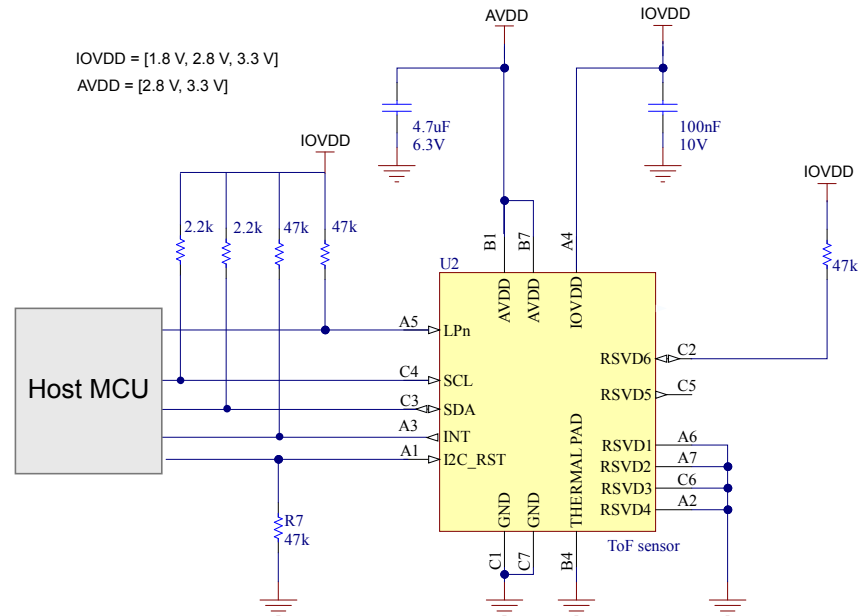 AVDD
IOVDD
IOVDD = [1.8 V, 2.8 V, 3.3 V]
AVDD = [2.8 V, 3.3 V]
4.7uF
6.3V
100nF
10V
IOVDD
IOVDD
2.2k
2.2k
47k
47k
47k
B1
B7
A4
U2
AVDD
AVDD
IOVDD
Host MCU
A5
LPn
C4
SCL
C3
SDA
A3
INT
A1
I2C_RST
RSVD6
C2
RSVD5
C5
RSVD1
A6
RSVD2
A7
RSVD3
C6
RSVD4
A2
GND
GND
THERMAL PAD
R7
47k
C1
C7
B4
ToF sensor